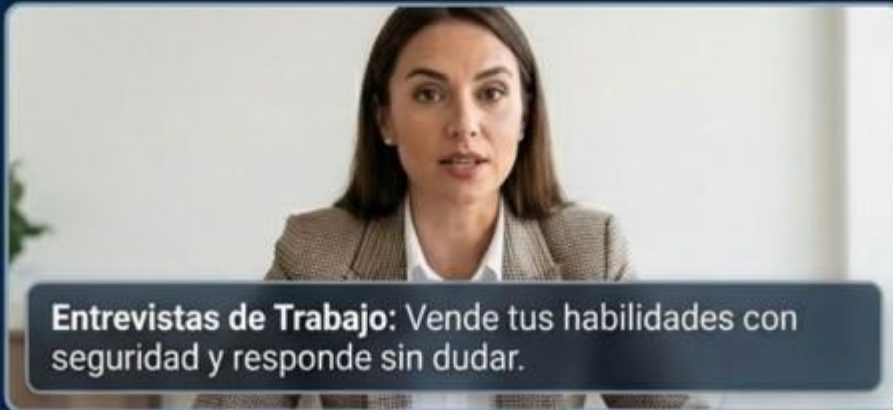 Entrevistas de Trabajo: Vende tus habilidades con
seguridad y responde sin dudar.